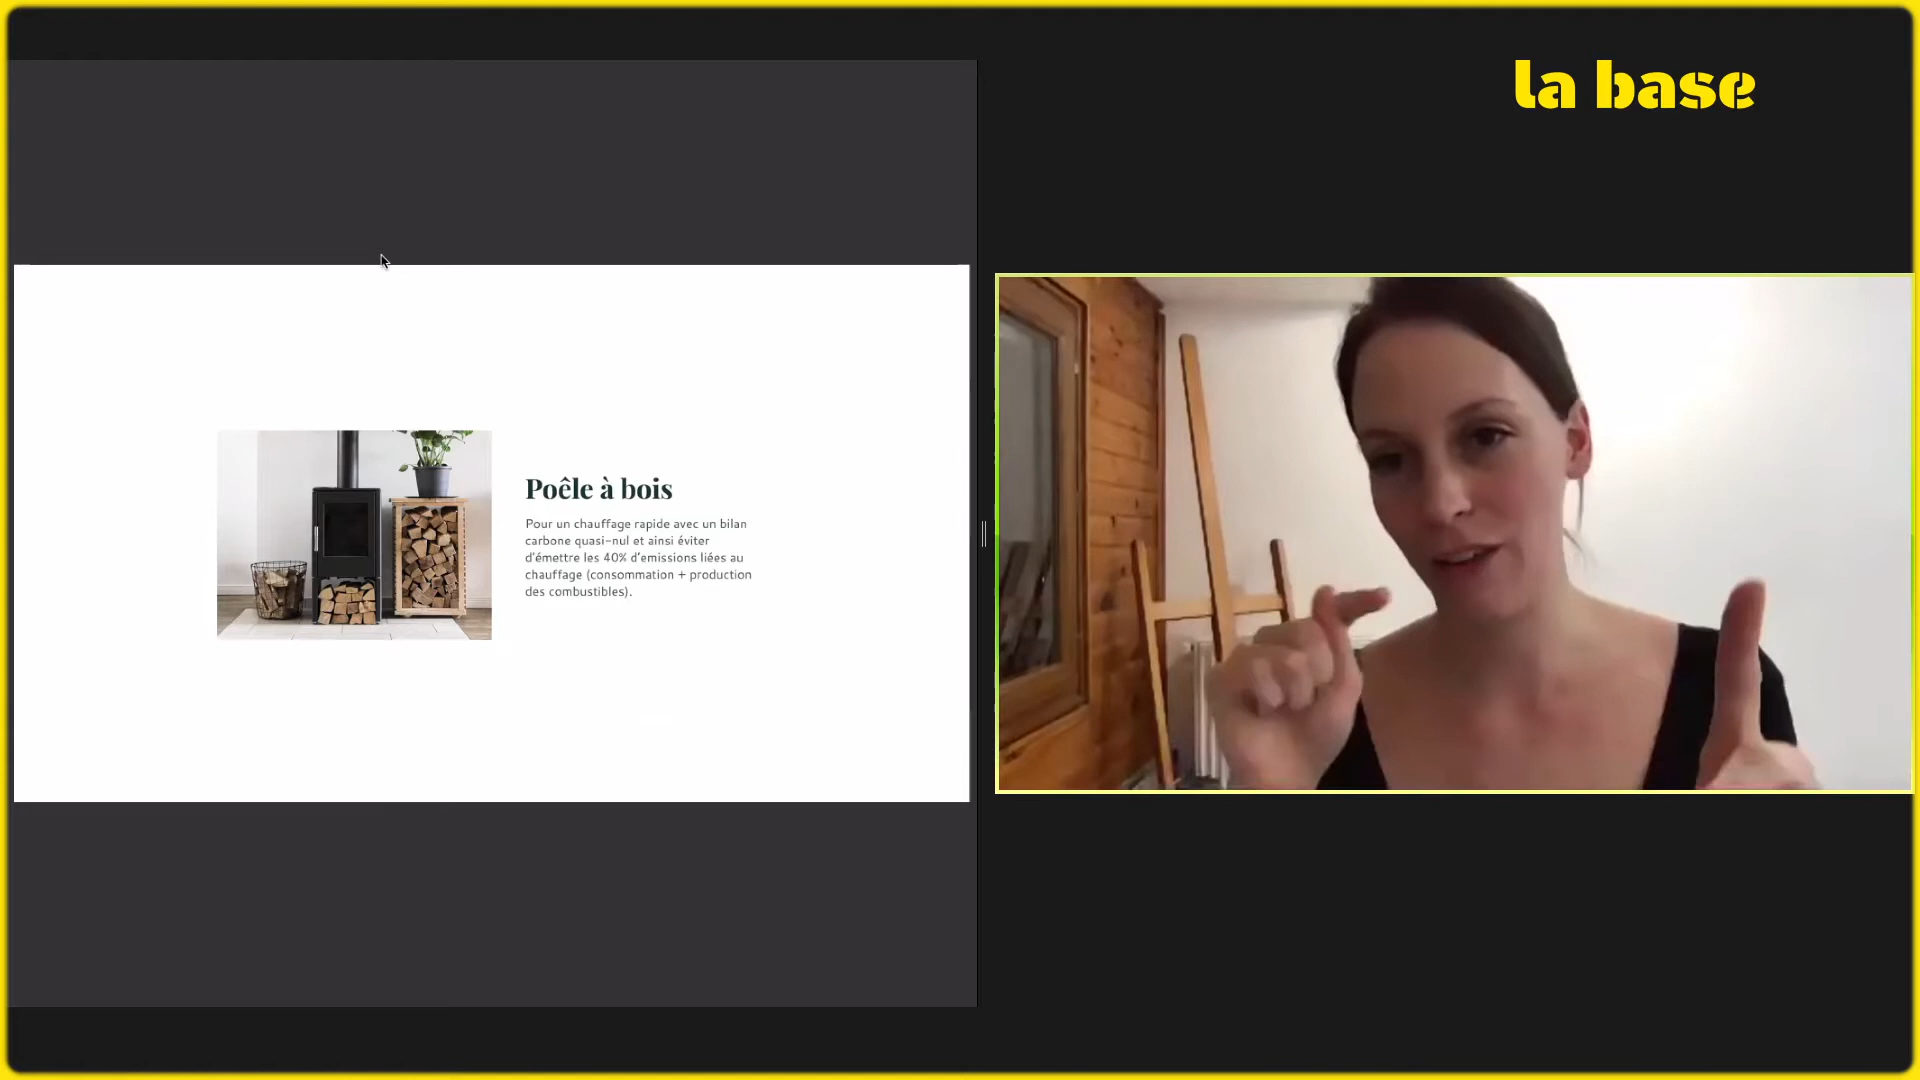 la base
Poêle à bois
Pour un chauffage rapide avec un bilan
carbone quasi-nul et ainsi éviter
d'émettre les 40% d'emissions liées au
chauffage (consommation + production
des combustibles).